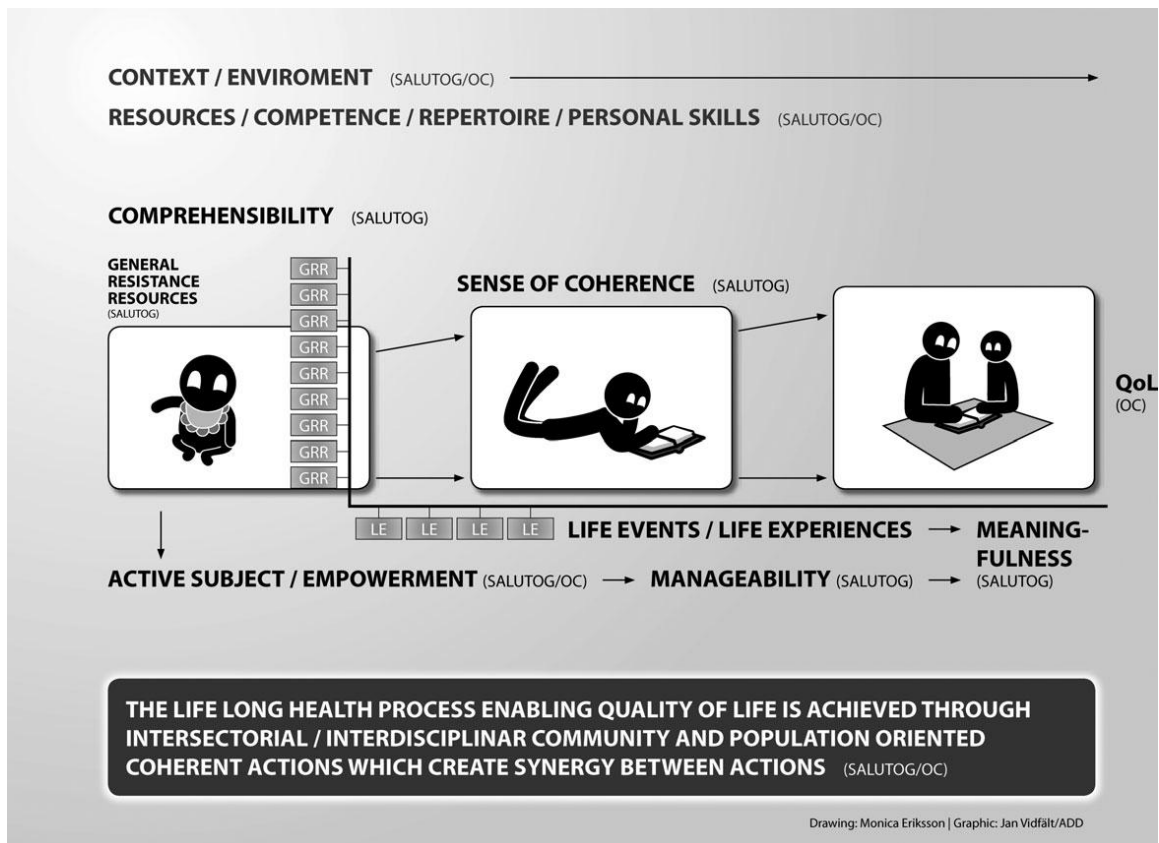 CONTEXT / ENVIROMENT (SALUTOG/OC)
RESOURCES / COMPETENCE / REPERTOIRE / PERSONAL SKILLS (SALUTOG/OC)
COMPREHENSIBILITY (SALUTOG)
GENERAL
RESISTANCE
RESOURCES
(SALUTOG)
GRR
GRR
GRR
GRR
GRR
GRR
GRR
GRR
GRR
SENSE OF COHERENCE (SALUTOG)
QoL
(OC)
LE LE LE LE LIFE EVENTS / LIFE EXPERIENCES
MEANING-
FULNESS
(SALUTOG)
ACTIVE SUBJECT / EMPOWERMENT (SALUTOG/OC) MANAGEABILITY (SALUTOG)
THE LIFE LONG HEALTH PROCESS ENABLING QUALITY OF LIFE IS ACHIEVED THROUGH
INTERSECTORIAL / INTERDISCIPLINAR COMMUNITY AND POPULATION ORIENTED
COHERENT ACTIONS WHICH CREATE SYNERGY BETWEEN ACTIONS (SALUTOG/OC)
Drawing: Monica Eriksson | Graphic: Jan Vidfält/ADD